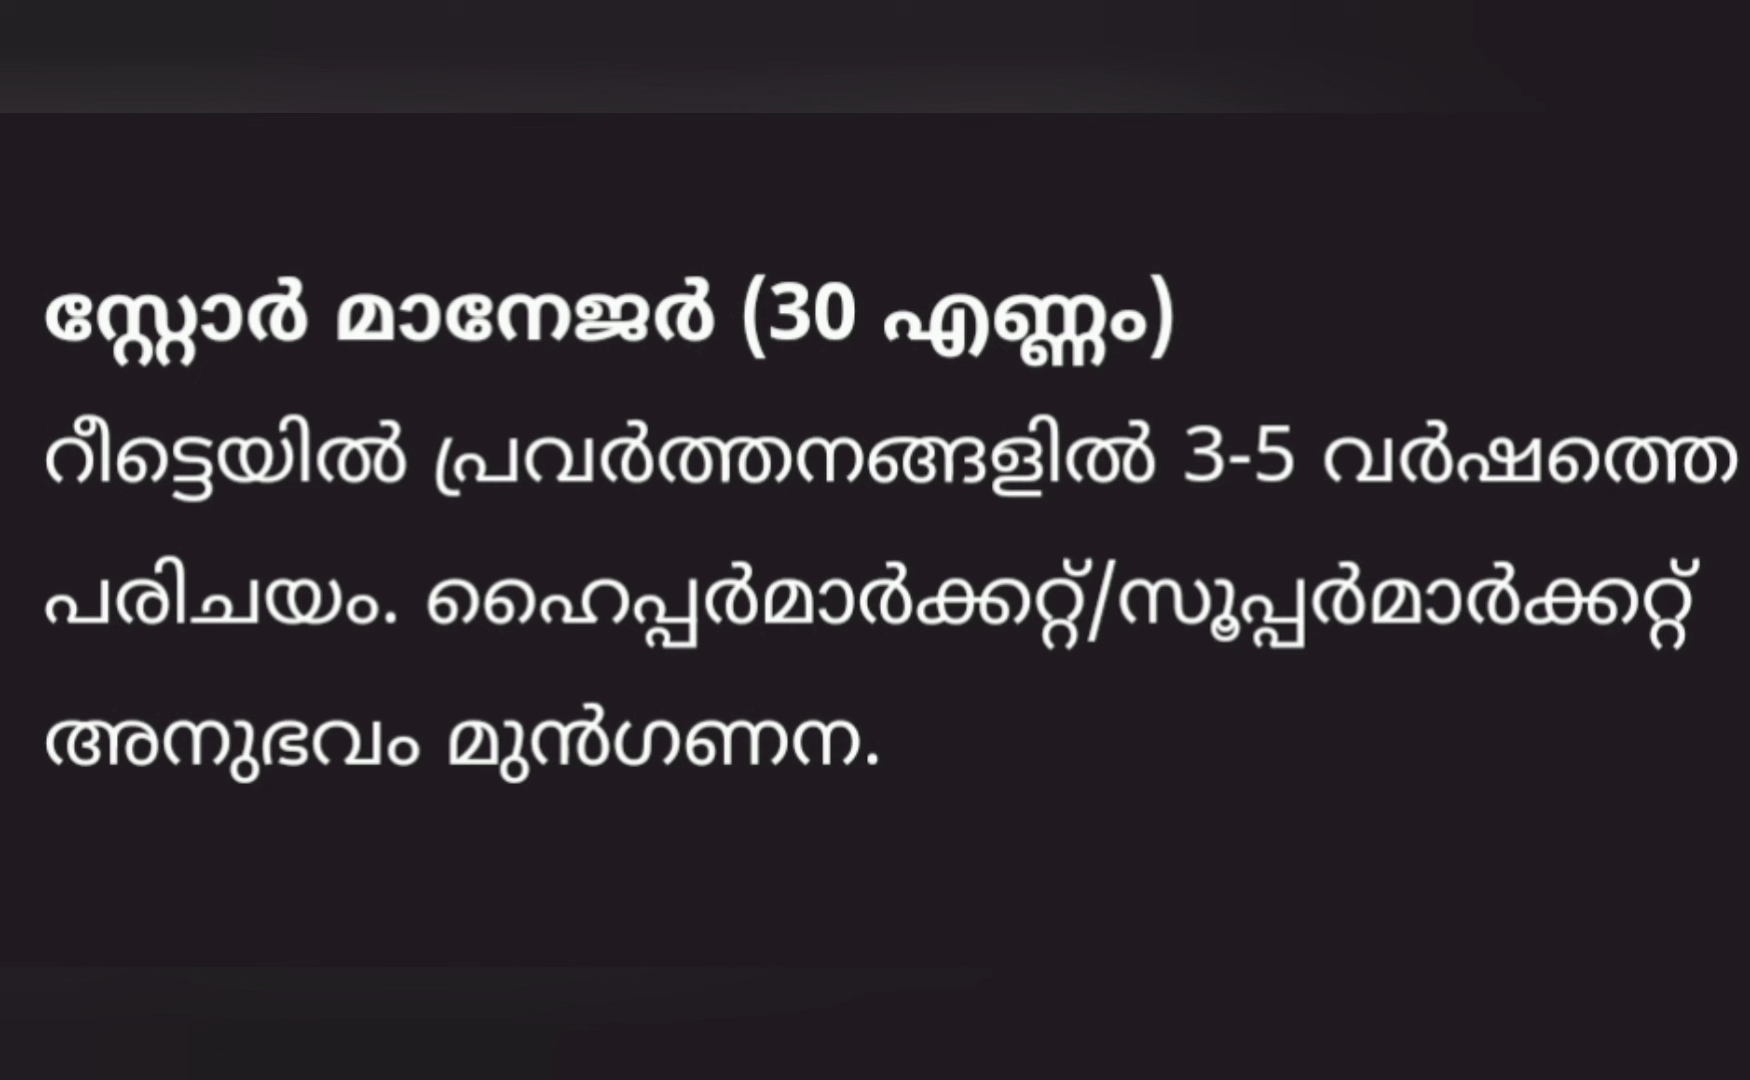 സ്റ്റോർ മാനേജർ (30 എണ്ണം)
റീട്ടെയിൽ പ്രവർത്തനങ്ങളിൽ 3-5 വർഷത്തെ
പരിചയം. ഹൈപ്പർമാർക്കറ്റ്/സൂപ്പർമാർക്കറ്റ്
അനുഭവം മുൻഗണന.